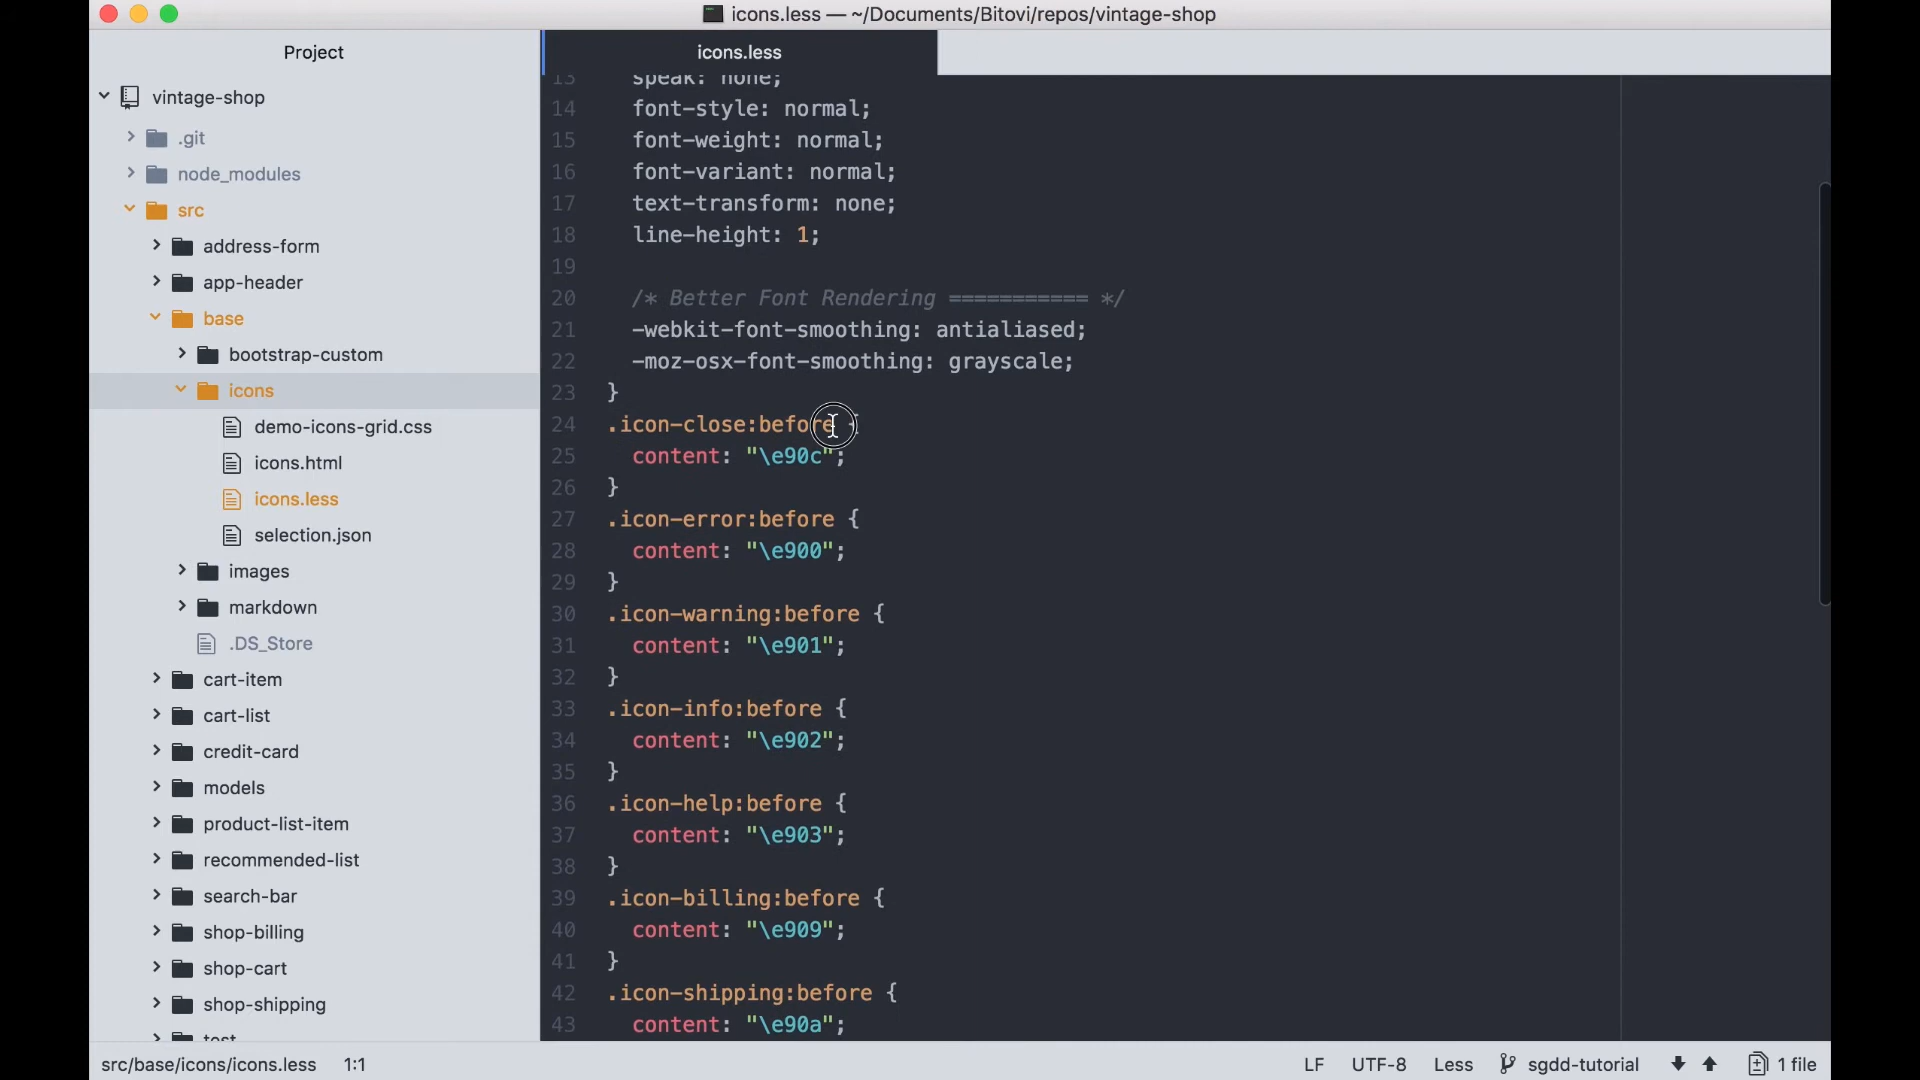 icons.less — ~/Documents/Bitovi/repos/vintage-shop
Project
vintage-shop
.git
node_modules
src
address-form
app-header
base
bootstrap-custom
icons
demo-icons-grid.css
icons.html
icons.less
selection.json
images
markdown
.DS_Store
cart-item
cart-list
credit-card
models
product-list-item
recommended-list
search-bar
shop-billing
shop-cart
shop-shipping
test
icons.less
13 speak: none;
14 font-style: normal;
15 font-weight: normal;
16 font-variant: normal;
17 text-transform: none;
18 line-height: 1;
19
20 /* Better Font Rendering =========== */
21 -webkit-font-smoothing: antialiased;
22 -moz-osx-font-smoothing: grayscale;
23 }
24 .icon-close:before {
25 content: "\e90c";
26 }
27 .icon-error:before {
28 content: "\e900";
29 }
30 .icon-warning:before {
31 content: "\e901";
32 }
33 .icon-info:before {
34 content: "\e902";
35 }
36 .icon-help:before {
37 content: "\e903";
38 }
39 .icon-billing:before {
40 content: "\e909";
41 }
42 .icon-shipping:before {
43 content: "\e90a";
src/base/icons/icons.less 1:1 LF UTF-8 Less sgdd-tutorial 1 file